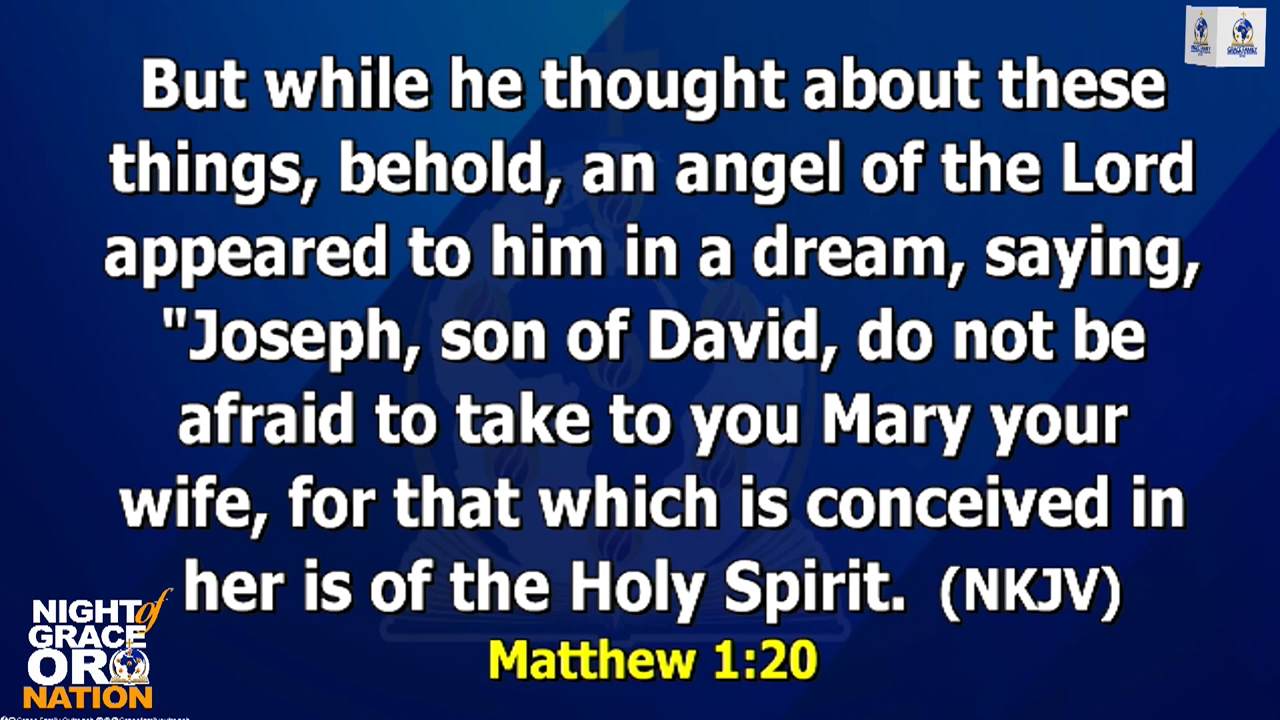 But while he thought about these
things, behold, an angel of the Lord
appeared to him in a dream, saying,
"Joseph, son of David, do not be
afraid to take to you Mary your
wife, for that which is conceived in
her is of the Holy Spirit. (NKJV)
Matthew 1:20
NIGHT of
GRACE
ORO
NATION